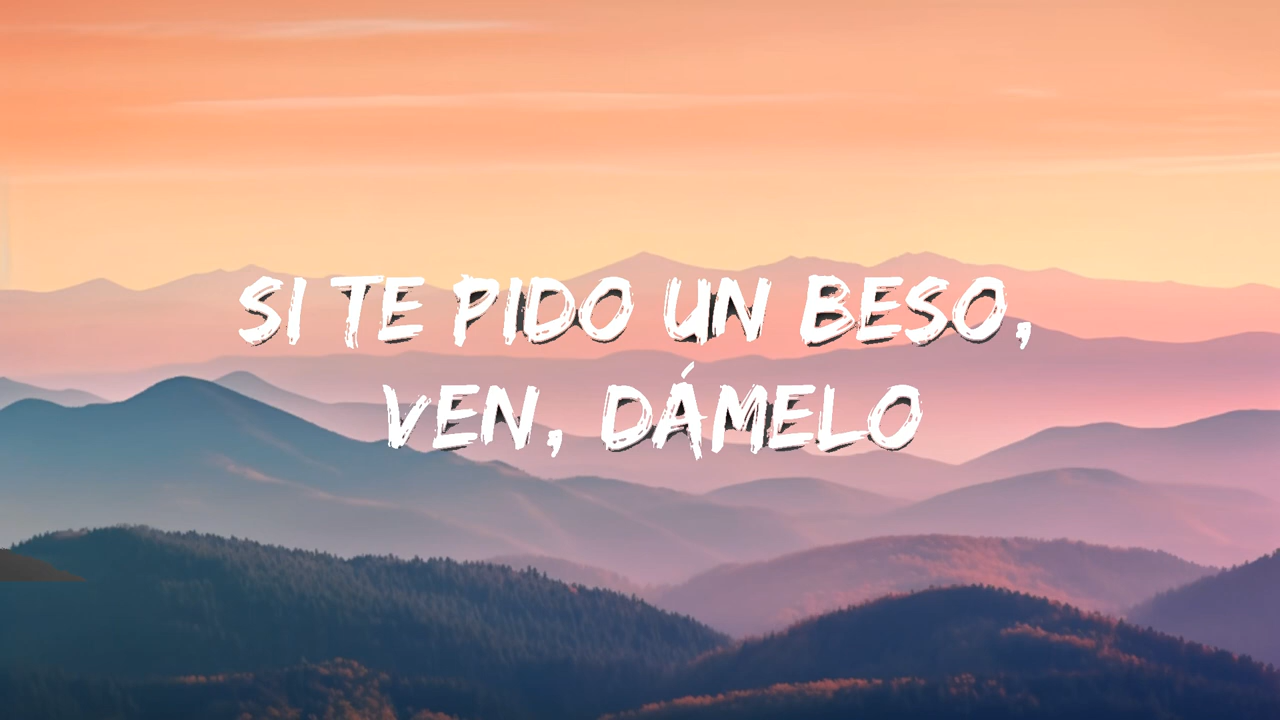 SI TE PIDO UN BESO,
VEN, DÁMELO